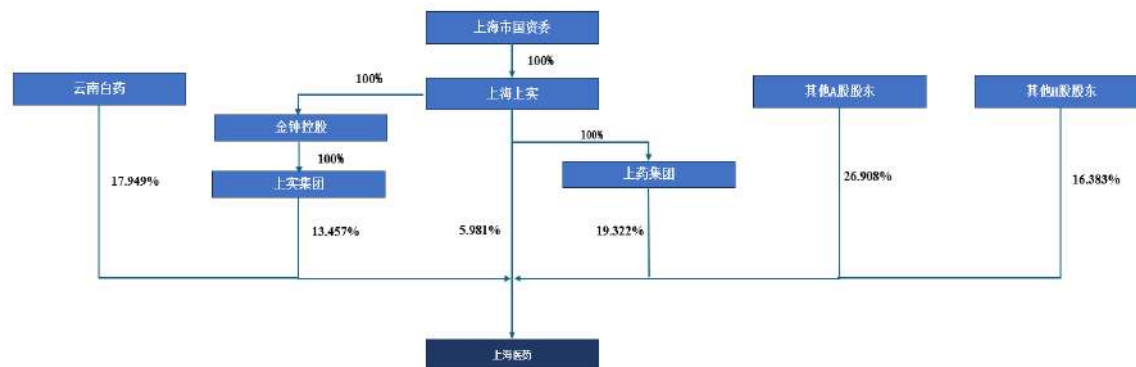 上海市国资委
100%
云南白药
100%
上海上实
其他A股股东
其他H股股东
金钟控股
100%
100%
上药集团
上实集团
17.949%
26.908%
16.383%
13.457%
5.981%
19.322%
上海医药